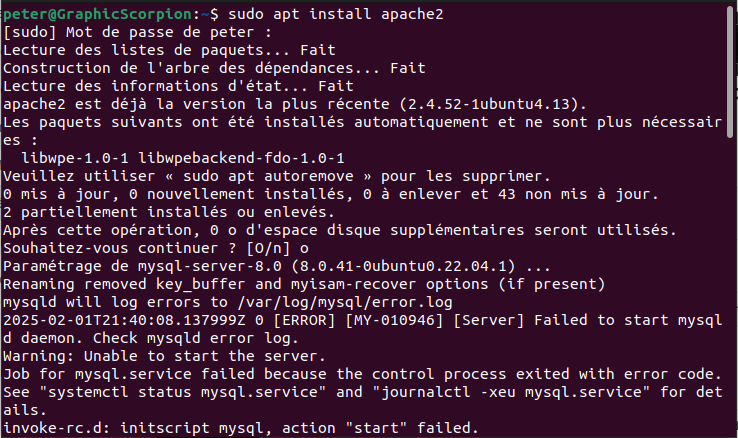 peter@GraphicScorpion:~$ sudo apt install apache2
[sudo] Mot de passe de peter :
Lecture des listes de paquets... Fait
Construction de l'arbre des dépendances... Fait
Lecture des informations d'état... Fait
apache2 est déjà la version la plus récente (2.4.52-1ubuntu4.13).
Les paquets suivants ont été installés automatiquement et ne sont plus nécessair
es :
  libwpe-1.0-1 libwpebackend-fdo-1.0-1
Veuillez utiliser « sudo apt autoremove » pour les supprimer.
0 mis à jour, 0 nouvellement installés, 0 à enlever et 43 non mis à jour.
2 partiellement installés ou enlevés.
Après cette opération, 0 o d'espace disque supplémentaires seront utilisés.
Souhaitez-vous continuer ? [O/n] o
Paramétrage de mysql-server-8.0 (8.0.41-0ubuntu0.22.04.1) ...
Renaming removed key_buffer and myisam-recover options (if present)
mysqld will log errors to /var/log/mysql/error.log
2025-02-01T21:40:08.137999Z 0 [ERROR] [MY-010946] [Server] Failed to start mysql
d daemon. Check mysqld error log.
Warning: Unable to start the server.
Job for mysql.service failed because the control process exited with error code.
See "systemctl status mysql.service" and "journalctl -xeu mysql.service" for det
ails.
invoke-rc.d: initscript mysql, action "start" failed.